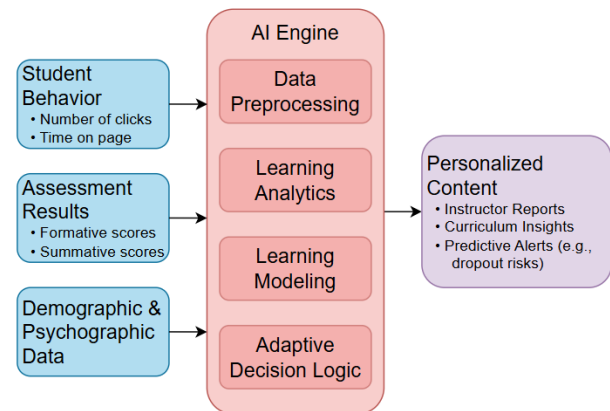 Student
Behavior
• Number of clicks
• Time on page
Assessment
Results
• Formative scores
• Summative scores
Demographic &
Psychographic
Data
AI Engine
Data
Preprocessing
Learning
Analytics
Learning
Modeling
Adaptive
Decision Logic
Personalized
Content
• Instructor Reports
• Curriculum Insights
• Predictive Alerts (e.g.,
dropout risks)